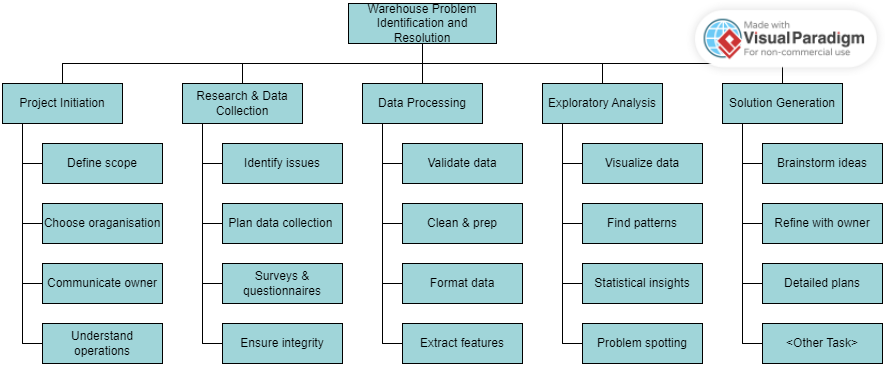 Warehouse Problem
Identification and
Resolution
Made with
Visual Paradigm
For non-commercial use
Project Initiation
Research & Data
Collection
Data Processing
Exploratory Analysis
Solution Generation
Define scope
Identify issues
Validate data
Visualize data
Brainstorm ideas
Choose oraganisation
Plan data collection
Clean & prep
Find patterns
Refine with owner
Communicate owner
Surveys &
questionnaires
Format data
Statistical insights
Detailed plans
Understand
operations
Ensure integrity
Extract features
Problem spotting
<Other Task>